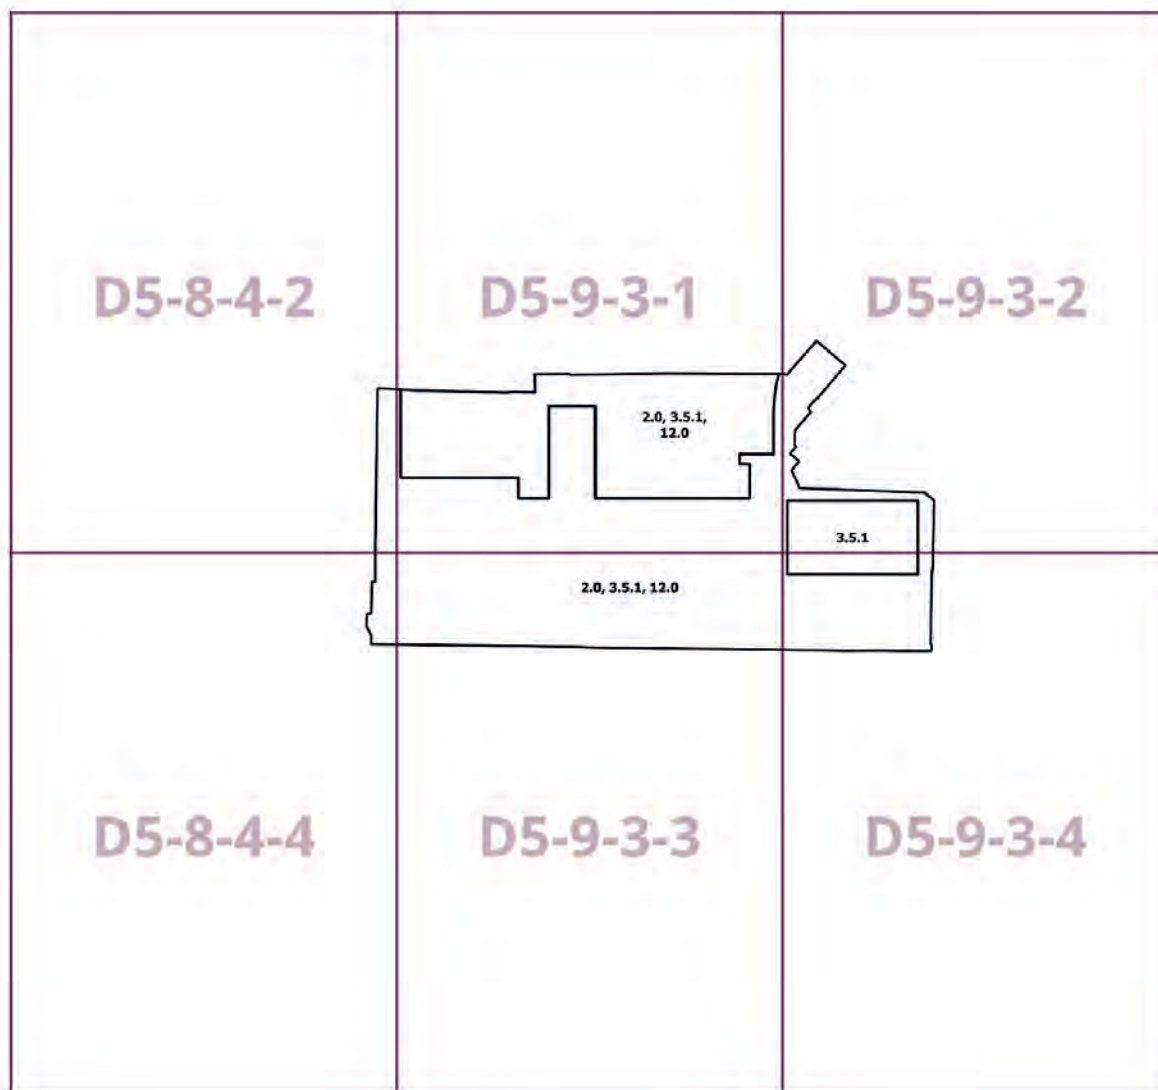 D5-8-4-2
D5-9-3-1
D5-9-3-2
2.0, 3.5.1,
12.0
3.5.1
2.0, 3.5.1, 12.0
D5-8-4-4
D5-9-3-3
D5-9-3-4